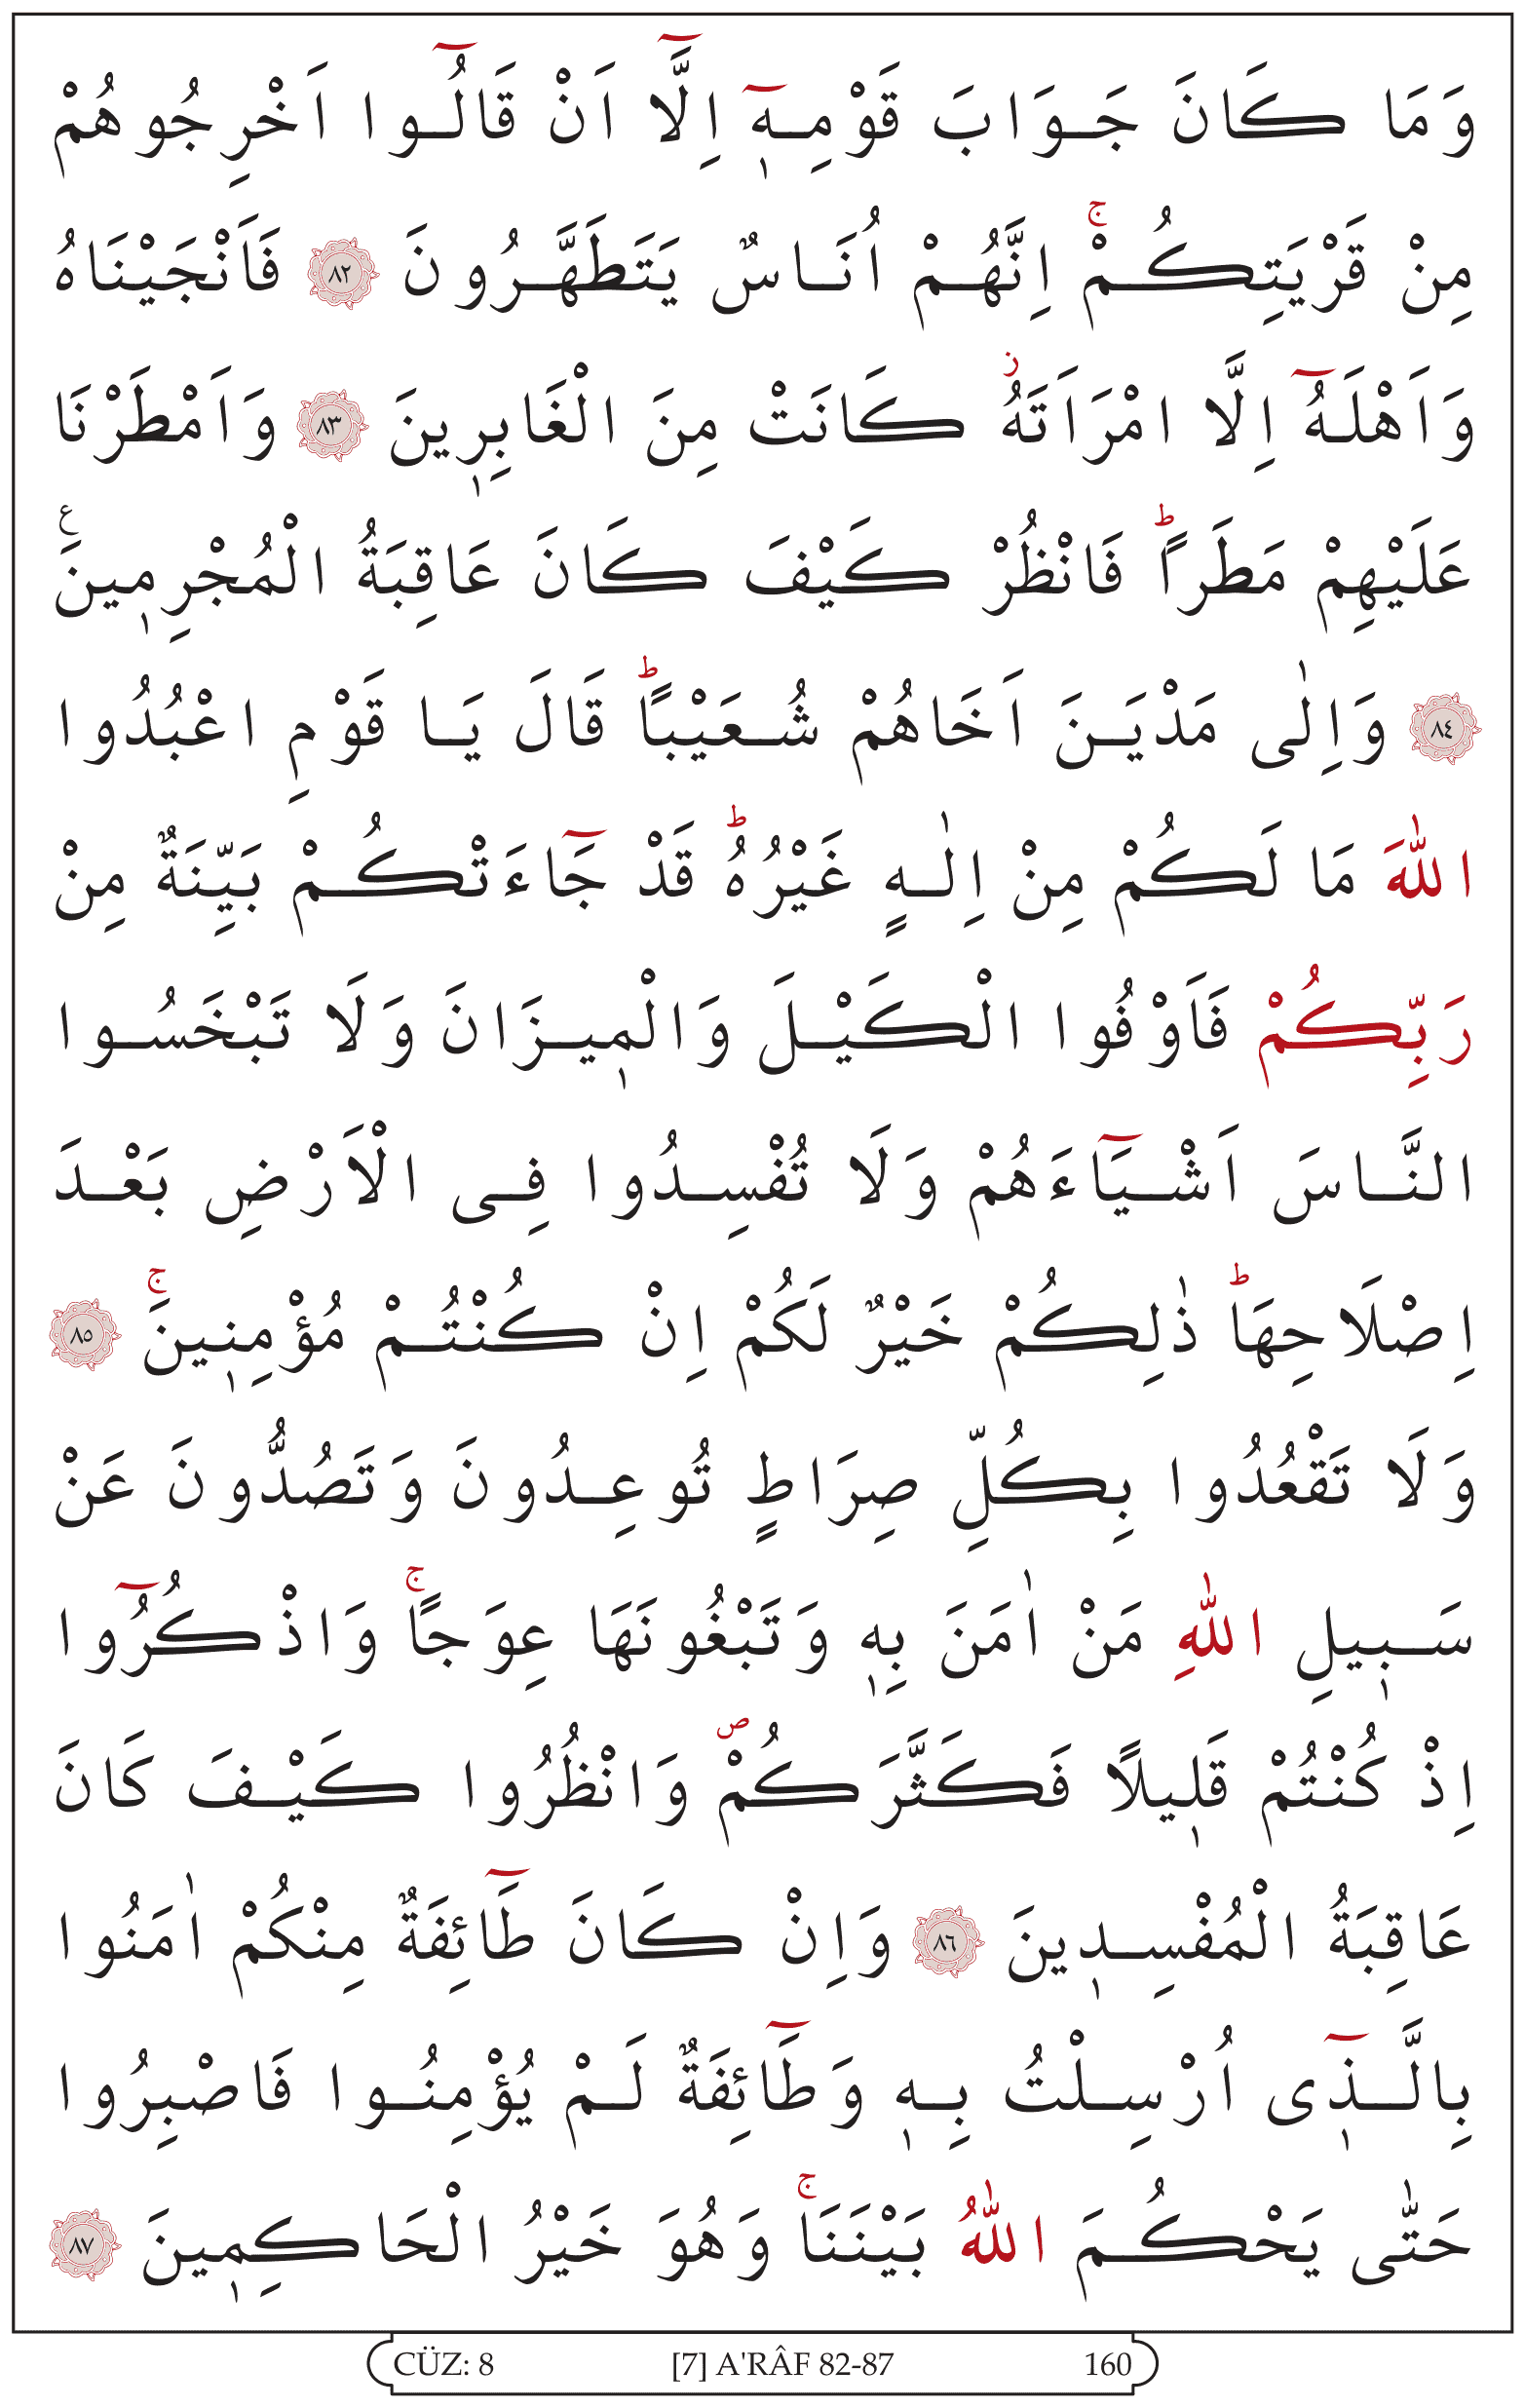 وَمَا كَانَ جَوَابَ قَوْمِهٖٓ اِلَّٓا اَنْ قَالُٓوا اَخْرِجُوهُمْ
مِنْ قَرْيَتِكُمْۚ اِنَّهُمْ اُنَاسٌ يَتَطَهَّرُونَ ﴿٨٢﴾ فَاَنْجَيْنَاهُ
وَاَهْلَهُٓ اِلَّا امْرَاَتَهُۘ كَانَتْ مِنَ الْغَابِرٖينَ ﴿٨٣﴾ وَاَمْطَرْنَا
عَلَيْهِمْ مَطَرًاؕ فَانْظُرْ كَيْفَ كَانَ عَاقِبَةُ الْمُجْرِمٖينَ ع
﴿٨٤﴾ وَاِلٰى مَدْيَنَ اَخَاهُمْ شُعَيْبًاؕ قَالَ يَا قَوْمِ اعْبُدُوا
اللّٰهَ مَا لَكُمْ مِنْ اِلٰهٍ غَيْرُهُؕ قَدْ جَٓاءَتْكُمْ بَيِّنَةٌ مِنْ
رَبِّكُمْ فَاَوْفُوا الْكَيْلَ وَالْمٖيزَانَ وَلَا تَبْخَسُوا
النَّاسَ اَشْيَٓاءَهُمْ وَلَا تُفْسِدُوا فِى الْاَرْضِ بَعْدَ
اِصْلَاحِهَاؕ ذٰلِكُمْ خَيْرٌ لَكُمْ اِنْ كُنْتُمْ مُؤْمِنٖينَۚ ﴿٨٥﴾
وَلَا تَقْعُدُوا بِكُلِّ صِرَاطٍ تُوعِدُونَ وَتَصُدُّونَ عَنْ
سَبٖيلِ اللّٰهِ مَنْ اٰمَنَ بِهٖ وَتَبْغُونَهَا عِوَجًاۚ وَاذْكُرُٓوا
اِذْ كُنْتُمْ قَلٖيلًا فَكَثَّرَكُمْࣕ وَانْظُرُوا كَيْفَ كَانَ
عَاقِبَةُ الْمُفْسِدٖينَ ﴿٨٦﴾ وَاِنْ كَانَ طَٓائِفَةٌ مِنْكُمْ اٰمَنُوا
بِالَّذٖٓى اُرْسِلْتُ بِهٖ وَطَٓائِفَةٌ لَمْ يُؤْمِنُوا فَاصْبِرُوا
حَتّٰى يَحْكُمَ اللّٰهُ بَيْنَنَاۚ وَهُوَ خَيْرُ الْحَاكِمٖينَ ﴿٨٧﴾
CÜZ: 8 [7] A'RÂF 82-87 160